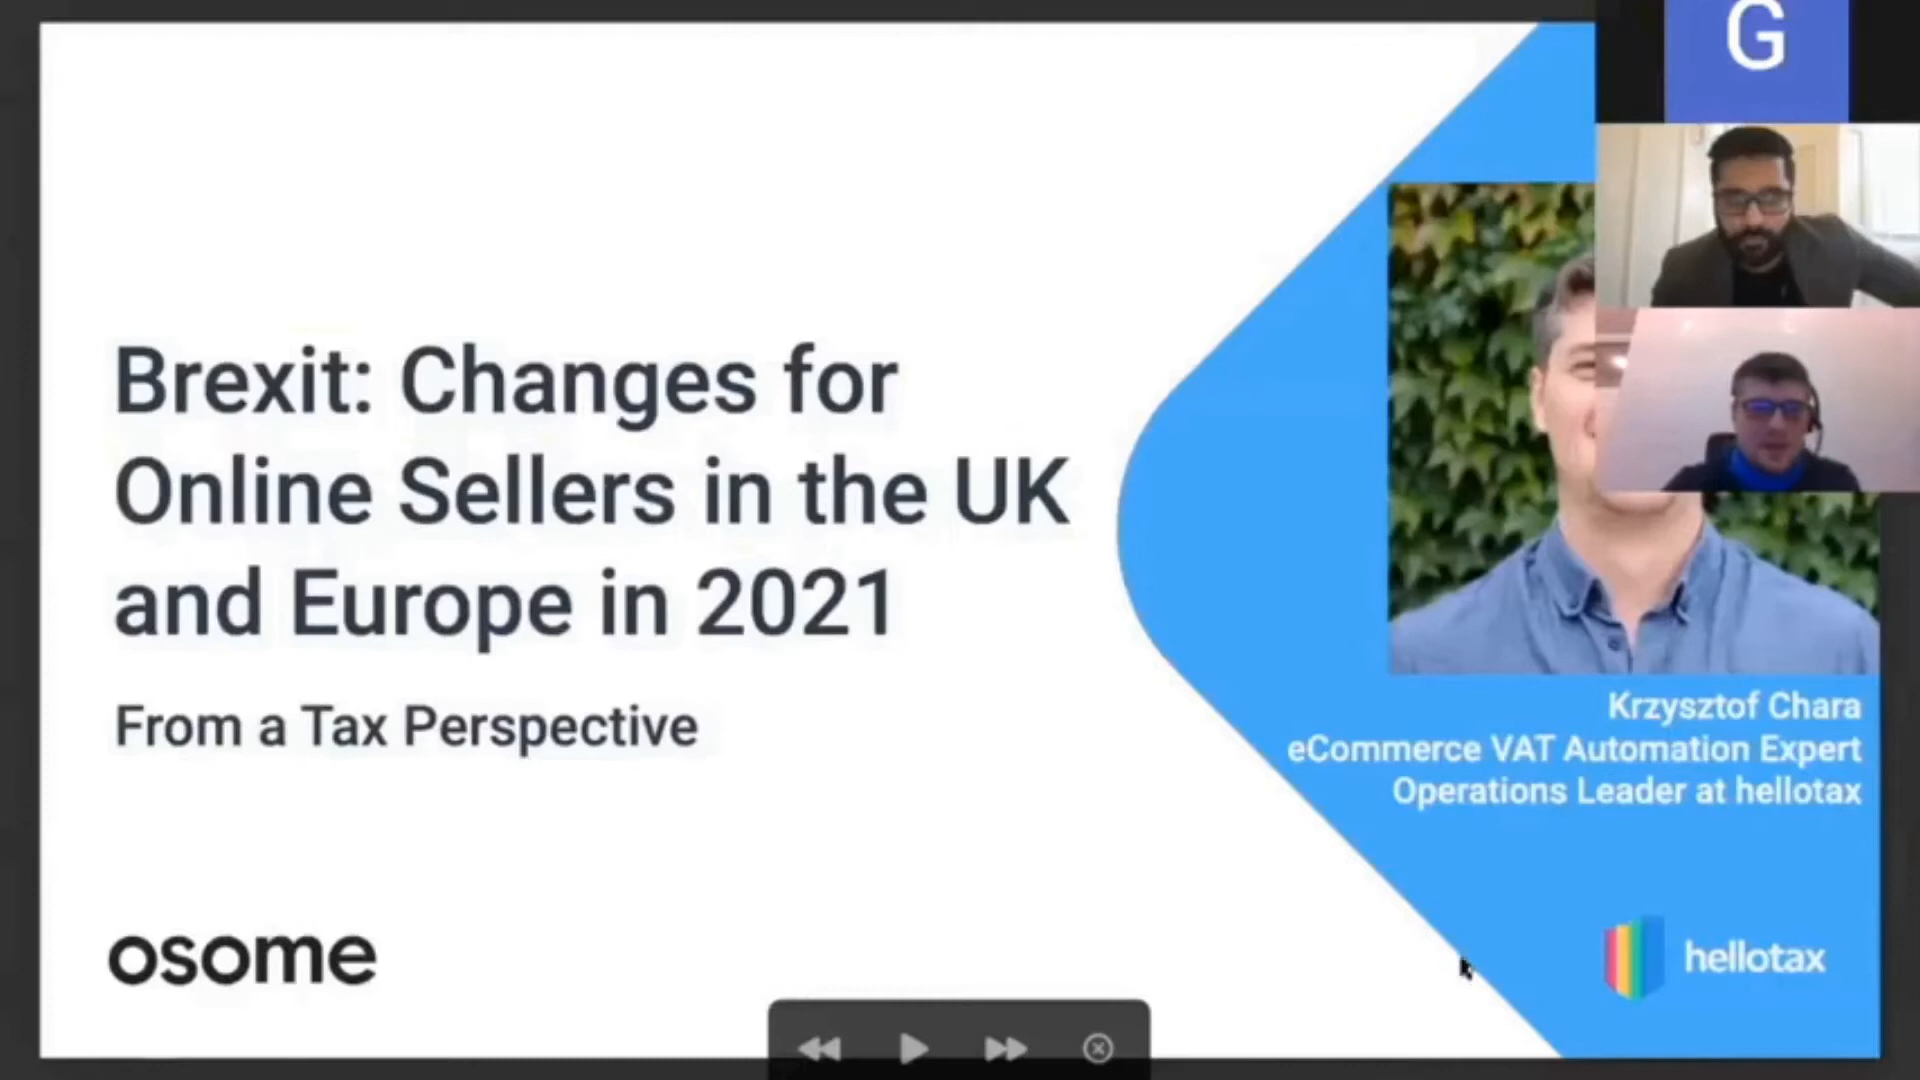 G
Brexit: Changes for
Online Sellers in the UK
and Europe in 2021
From a Tax Perspective
Krzysztof Chara
eCommerce VAT Automation Expert
Operations Leader at hellotax
osome
hellotax